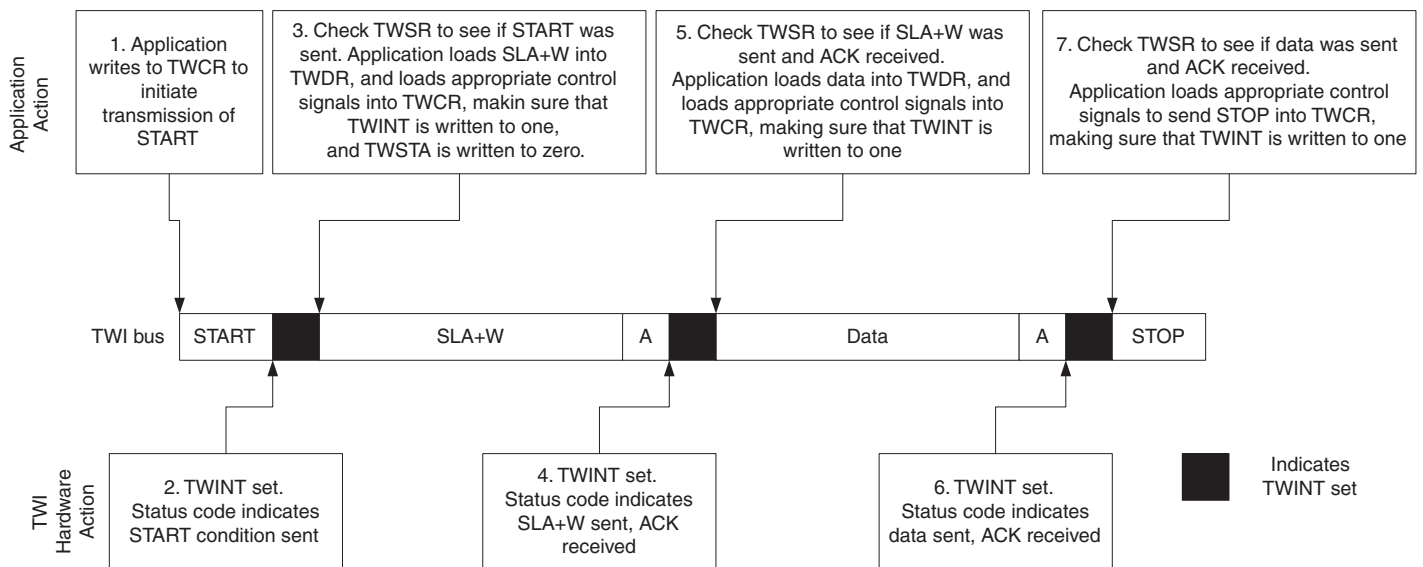 Application
Action
1. Application
writes to TWCR to
initiate
transmission of
START
3. Check TWSR to see if START was
sent. Application loads SLA+W into
TWDR, and loads appropriate control
signals into TWCR, makin sure that
TWINT is written to one,
and TWSTA is written to zero.
5. Check TWSR to see if SLA+W was
sent and ACK received.
Application loads data into TWDR, and
loads appropriate control signals into
TWCR, making sure that TWINT is
written to one
7. Check TWSR to see if data was sent
and ACK received.
Application loads appropriate control
signals to send STOP into TWCR,
making sure that TWINT is written to one
TWI bus
START
SLA+W
A
Data
A
STOP
TWI
Hardware
Action
2. TWINT set.
Status code indicates
START condition sent
4. TWINT set.
Status code indicates
SLA+W sent, ACK
received
6. TWINT set.
Status code indicates
data sent, ACK received
Indicates
TWINT set